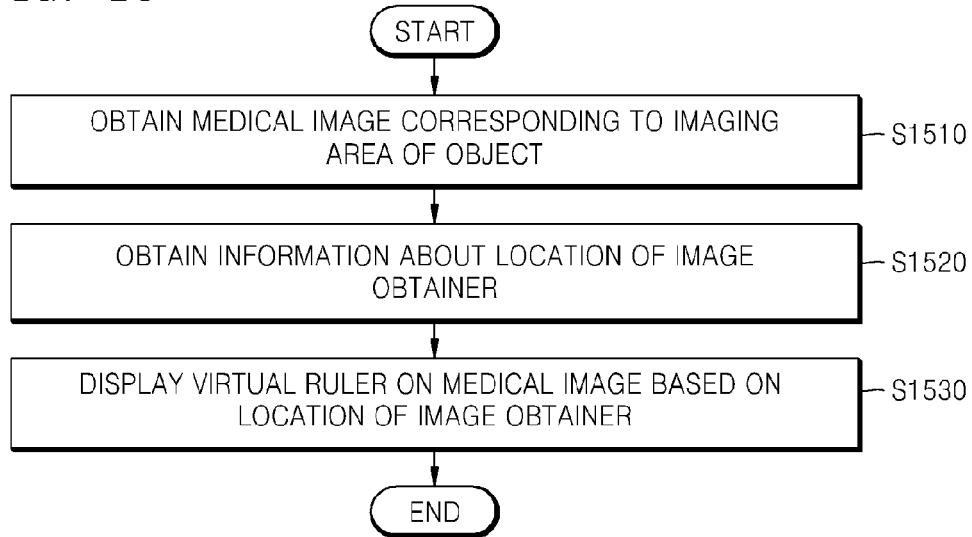 START
OBTAIN MEDICAL IMAGE CORRESPONDING TO IMAGING
AREA OF OBJECT
S1510
OBTAIN INFORMATION ABOUT LOCATION OF IMAGE
OBTAINER
S1520
DISPLAY VIRTUAL RULER ON MEDICAL IMAGE BASED ON
LOCATION OF IMAGE OBTAINER
S1530
END